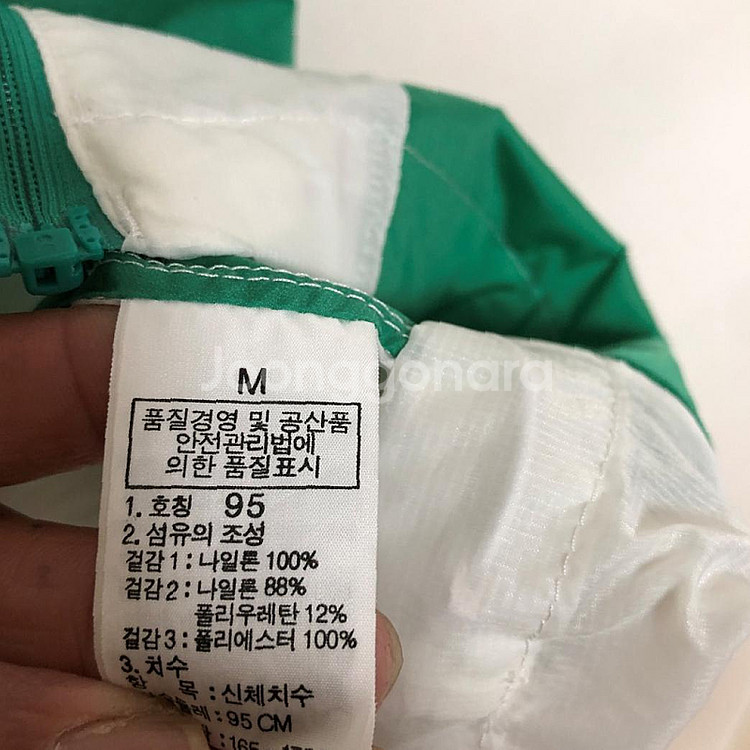 Joonggonara
M
품질경영 및 공산품
안전관리법에
의한 품질표시
1. 호칭 95
2. 섬유의 조성
겉감 1 : 나일론 100%
겉감 2 : 나일론 88%
폴리우레탄 12%
겉감 3 : 폴리에스터 100%
3. 치수
항 목 : 신체치수
: 95 CM